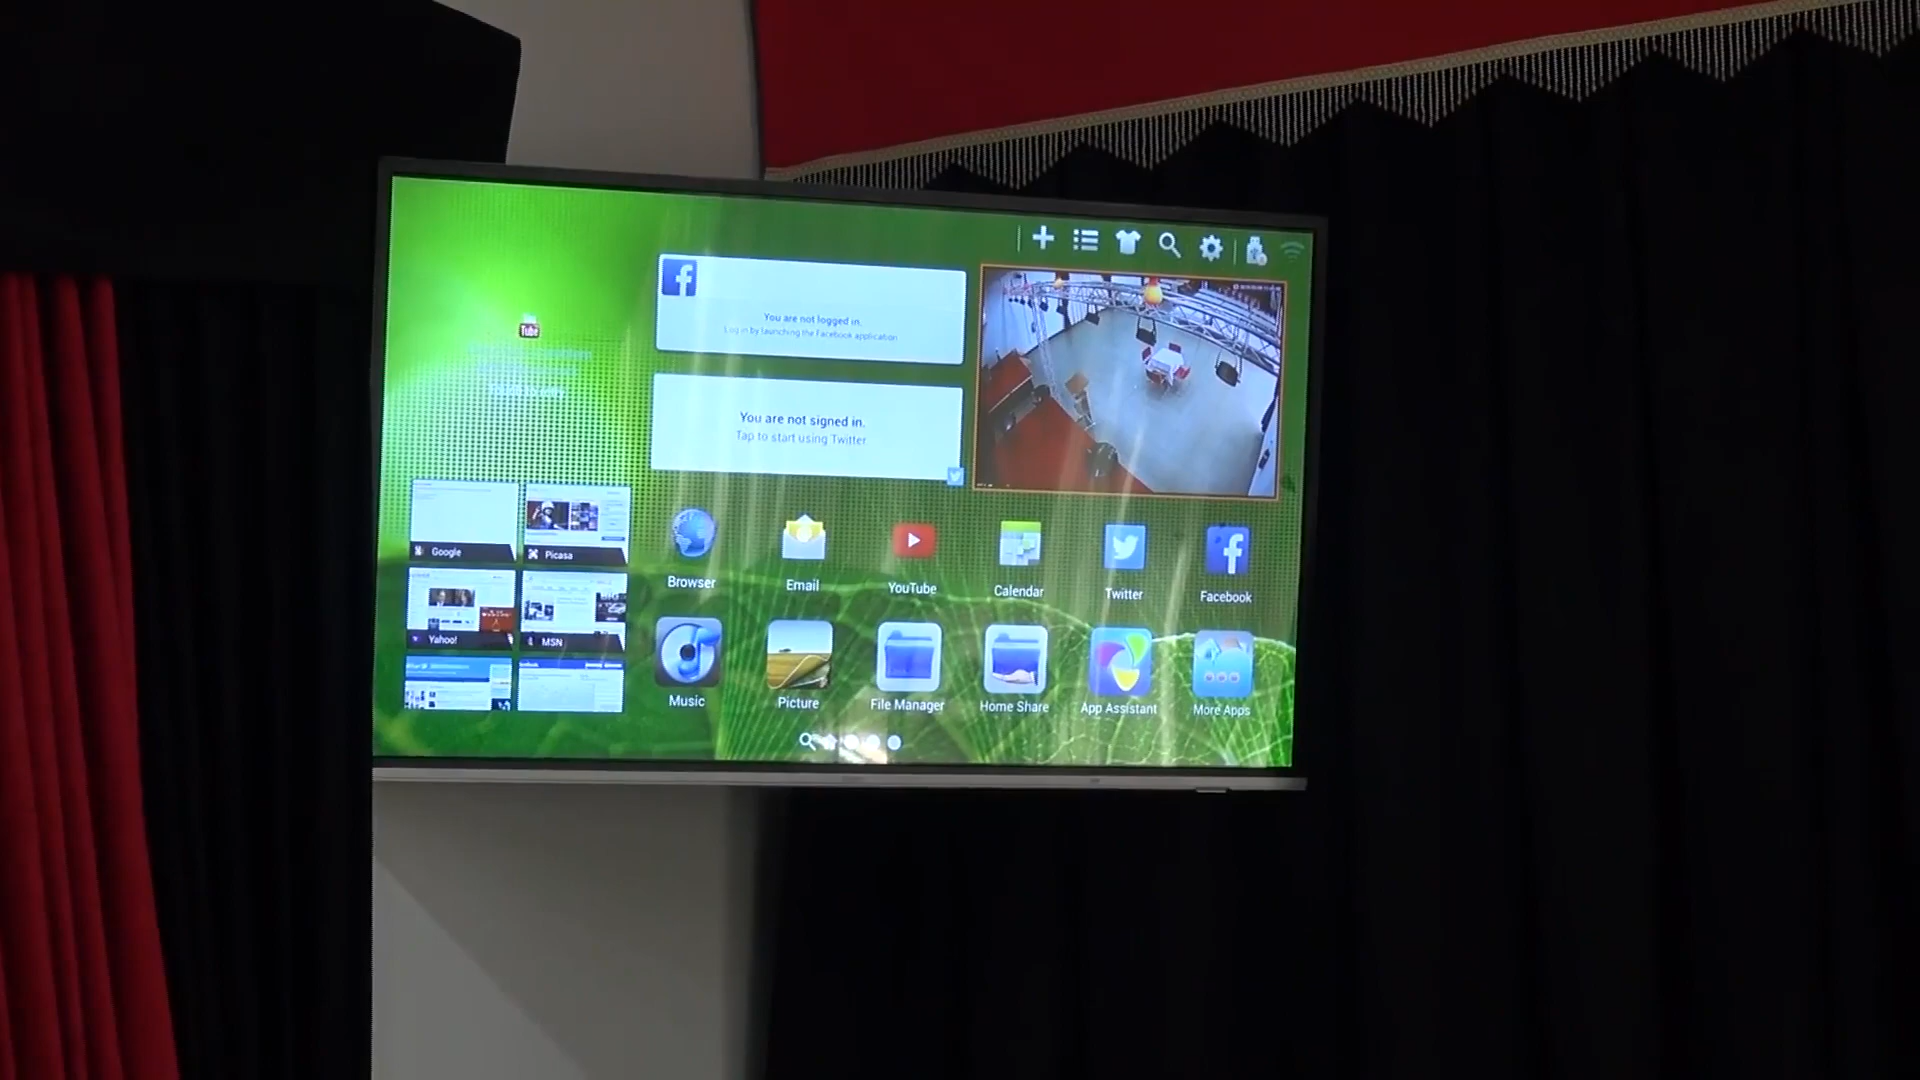 You are not logged in.
Log in by launching the Facebook application
Tube
You are not signed in.
Tap to start using Twitter
Google
Picasa
Yahoo!
MSN
Browser
Email
YouTube
Calendar
Twitter
Facebook
Music
Picture
File Manager
Home Share
App Assistant
More Apps